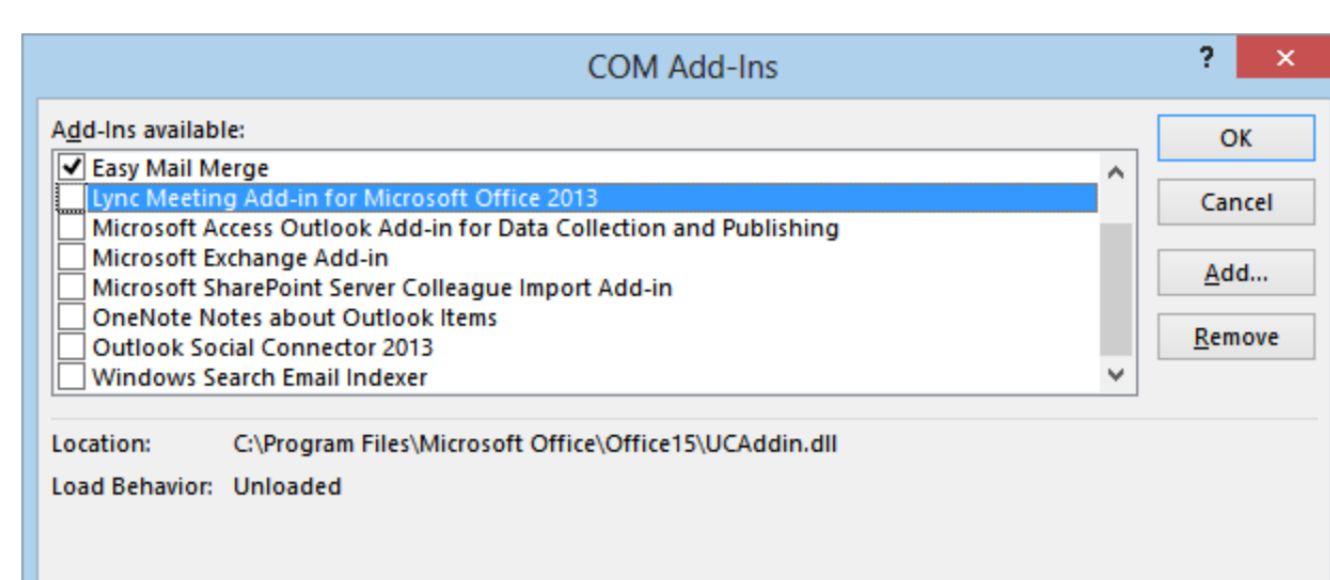 COM Add-Ins
?
Add-Ins available:
OK
Easy Mail Merge
Lync Meeting Add-in for Microsoft Office 2013
Cancel
Microsoft Access Outlook Add-in for Data Collection and Publishing
Microsoft Exchange Add-in
Add...
Microsoft SharePoint Server Colleague Import Add-in
OneNote Notes about Outlook Items
Remove
Outlook Social Connector 2013
Windows Search Email Indexer
Location: C:\Program Files\Microsoft Office\Office15\UCAddin.dll
Load Behavior: Unloaded